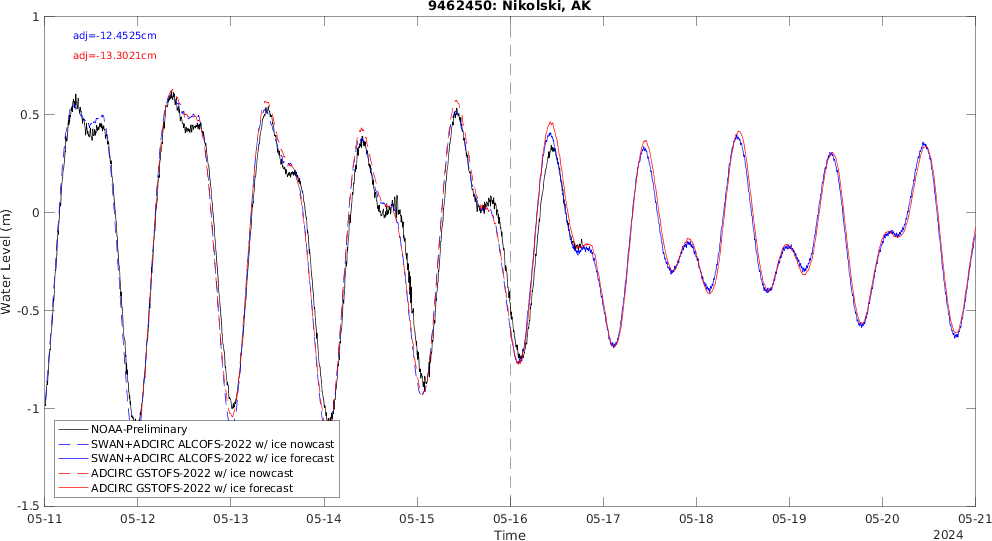 9462450: Nikolski, AK
adj=-12.4525cm
adj=-13.3021cm
1
0.5
0
-0.5
-1
-1.5
Water Level (m)
NOAA-Preliminary
SWAN+ADCIRC ALCOFS-2022 w/ ice nowcast
SWAN+ADCIRC ALCOFS-2022 w/ ice forecast
ADCIRC GSTOFS-2022 w/ ice nowcast
ADCIRC GSTOFS-2022 w/ ice forecast
05-11 05-12 05-13 05-14 05-15 05-16 05-17 05-18 05-19 05-20 05-21
Time
2024